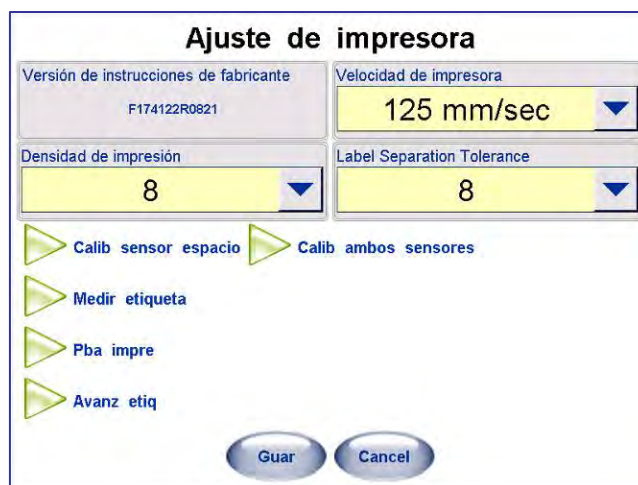 Ajuste de impresora
Versión de instrucciones de fabricante
F174122R0821
Velocidad de impresora
125 mm/sec
Densidad de impresión
8
Label Separation Tolerance
8
Calib sensor espacio
Calib ambos sensores
Medir etiqueta
Pba impre
Avanz etiq
Guar
Cancel